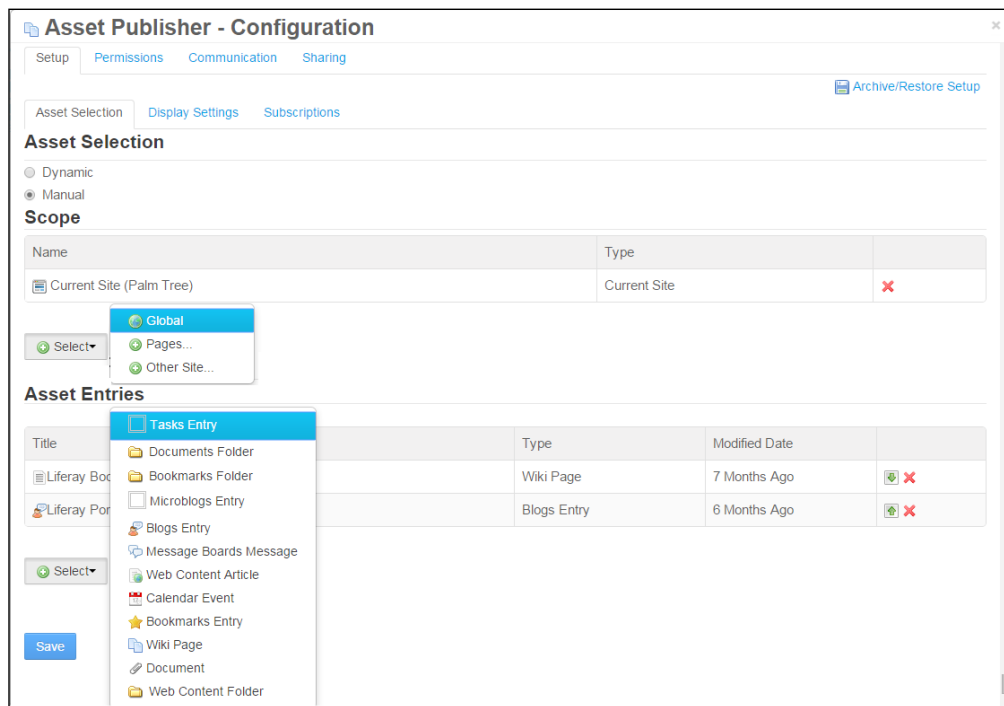 Asset Publisher - Configuration
Setup Permissions Communication Sharing
Archive/Restore Setup
Asset Selection Display Settings Subscriptions
Asset Selection
Dynamic
Manual
Scope
Name Type
Current Site (Palm Tree) Current Site
Global
Select Pages...
Other Site...
Asset Entries
Tasks Entry
Title Type Modified Date
Documents Folder
Liferay Bookmarks Folder Wiki Page 7 Months Ago
Microblogs Entry
Liferay Blogs Entry 6 Months Ago
Blogs Entry
Message Boards Message
Select Web Content Article
Calendar Event
Bookmarks Entry
Save Wiki Page
Document
Web Content Folder